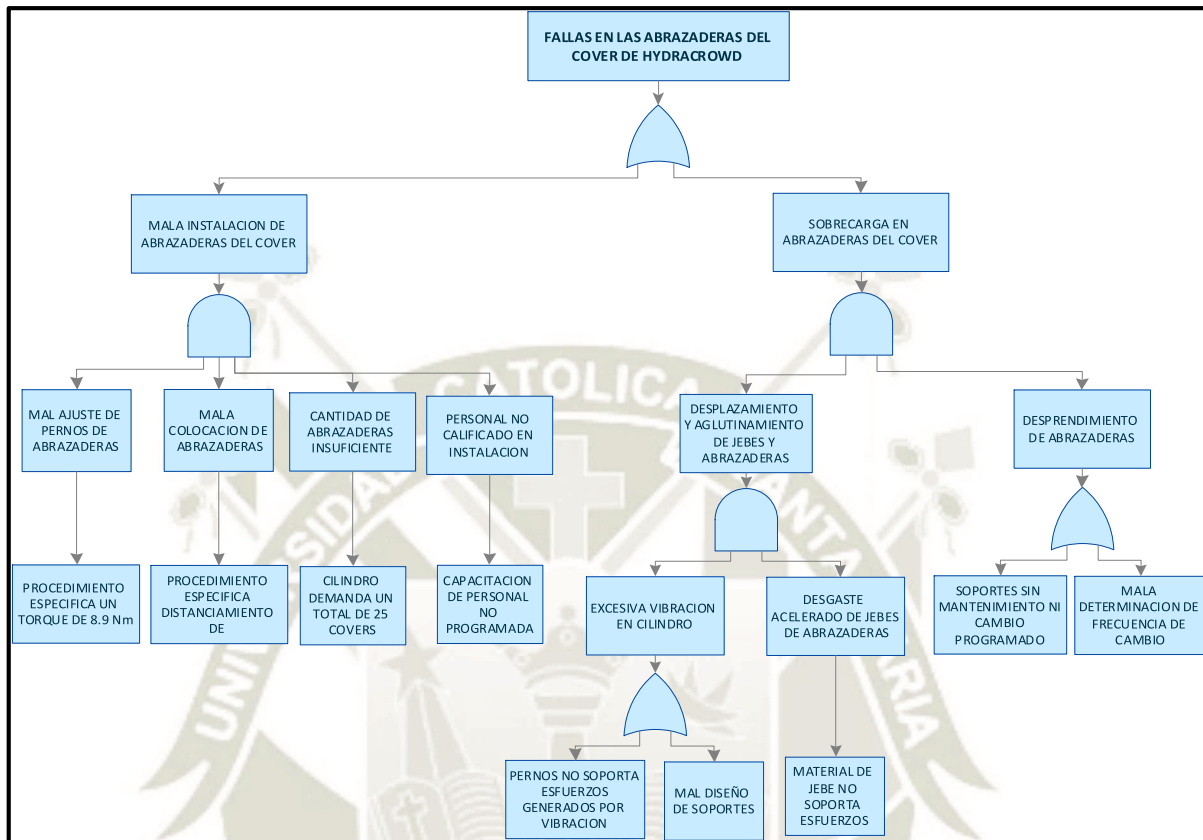 FALLAS EN LAS ABRAZADERAS DEL
COVER DE HYDRACROWD
MALA INSTALACION DE
ABRAZADERAS DEL COVER
SOBRECARGA EN
ABRAZADERAS DEL COVER
MAL AJUSTE DE
PERNOS DE
ABRAZADERAS
MALA
COLOCACION DE
ABRAZADERAS
CANTIDAD DE
ABRAZADERAS
INSUFICIENTE
PERSONAL NO
CALIFICADO EN
INSTALACION
DESPLAZAMIENTO
Y AGLUTINAMIENTO
DE JEBES Y
ABRAZADERAS
DESPRENDIMIENTO
DE ABRAZADERAS
PROCEDIMIENTO
ESPECIFICA UN
TORQUE DE 8.9 Nm
PROCEDIMIENTO
ESPECIFICA
DISTANCIAMIENTO
DE
CILINDRO
DEMANDA UN
TOTAL DE 25
COVERS
CAPACITACION
DE PERSONAL
NO
PROGRAMADA
EXCESIVA VIBRACION
EN CILINDRO
DESGASTE
ACELERADO DE JEBES
DE ABRAZADERAS
SOPORTES SIN
MANTENIMIENTO NI
CAMBIO
PROGRAMADO
MALA
DETERMINACION DE
FRECUENCIA DE
CAMBIO
PERNOS NO SOPORTA
ESFUERZOS
GENERADOS POR
VIBRACION
MAL DISEÑO
DE SOPORTES
MATERIAL DE
JEBE NO
SOPORTA
ESFUERZOS
UNIVERSIDAD CATOLICA SANTA MARIA